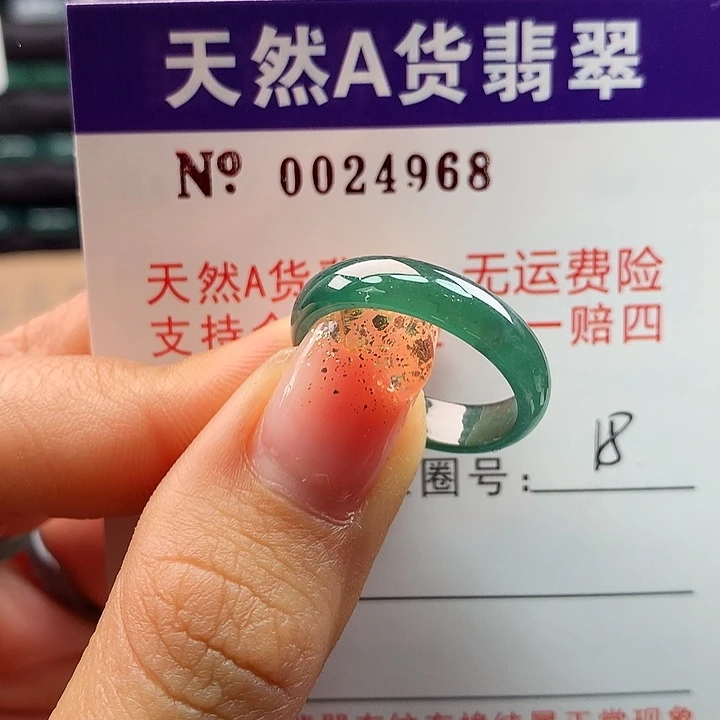 天然A货翡翠
No. 0024968
天然A货 无运费险
支持 一赔四
圈号: 18